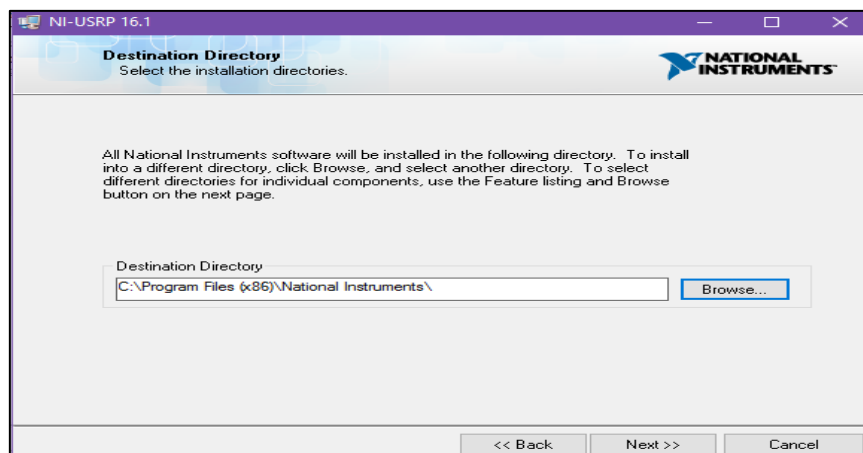 NI-USRP 16.1
Destination Directory
Select the installation directories.
NATIONAL
INSTRUMENTS™
All National Instruments software will be installed in the following directory. To install
into a different directory, click Browse, and select another directory. To select
different directories for individual components, use the Feature listing and Browse
button on the next page.
Destination Directory
C:\Program Files (x86)\National Instruments\
Browse...
<< Back
Next >>
Cancel